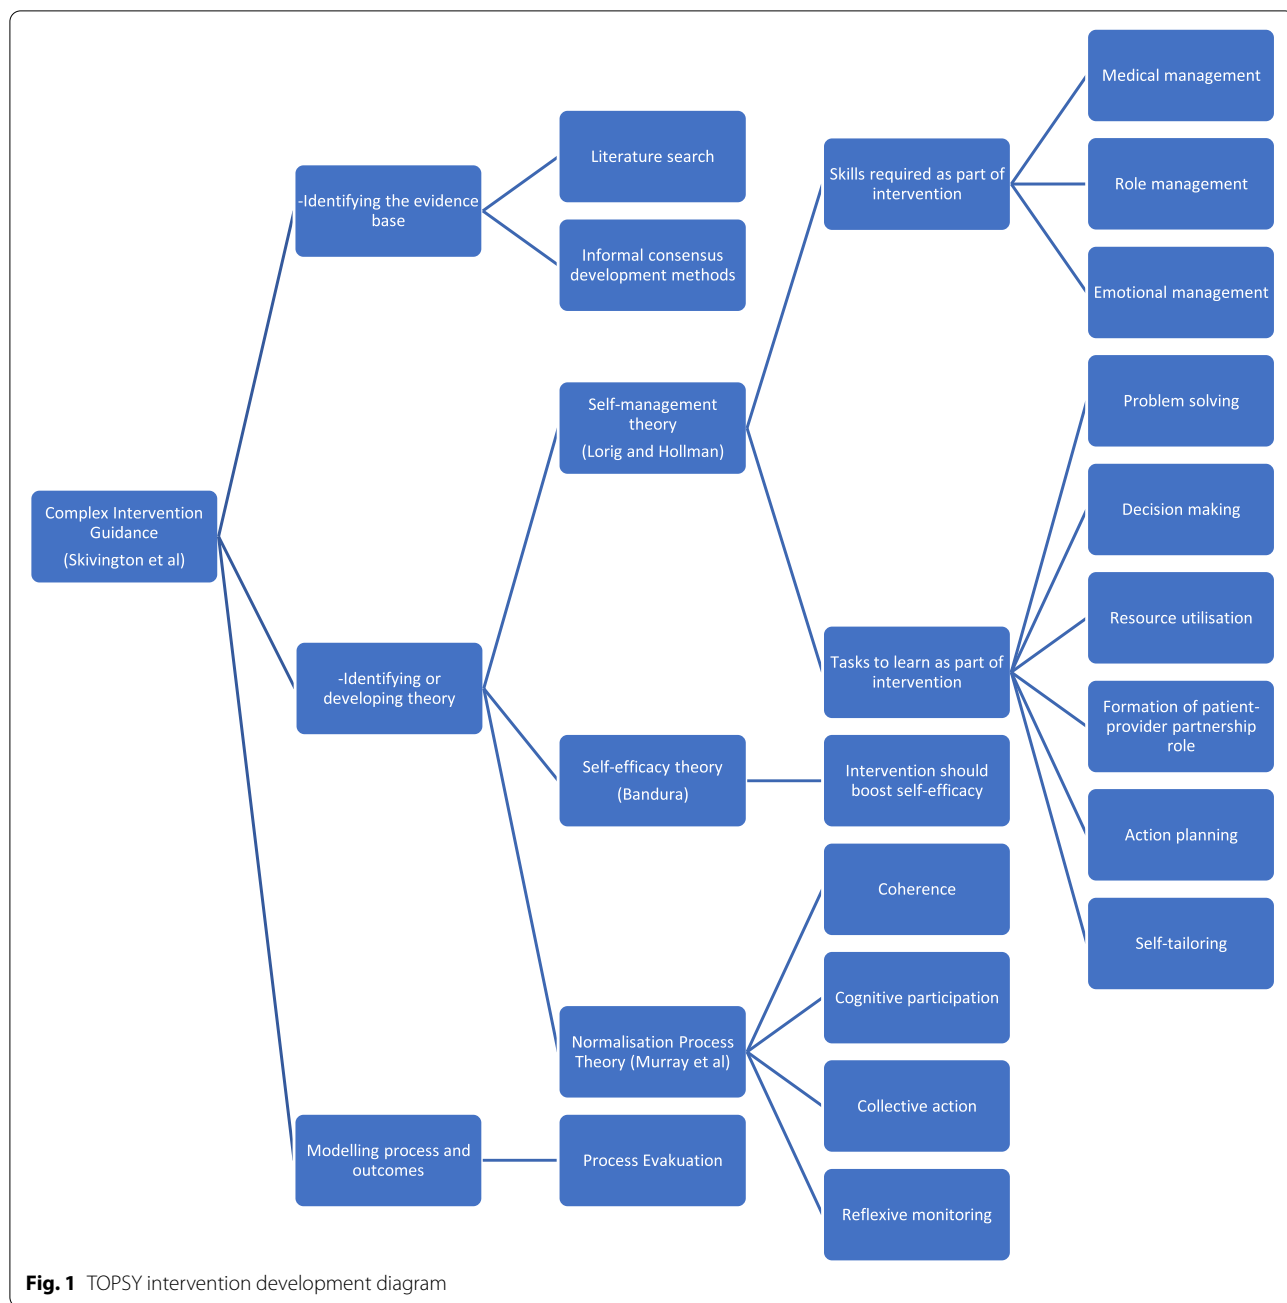 Complex Intervention
Guidance
(Skivington et al)
-Identifying the evidence
base
Literature search
Informal consensus
development methods
-Identifying or
developing theory
Self-management
theory
(Lorig and Hollman)
Skills required as part of
intervention
Medical management
Role management
Emotional management
Tasks to learn as part of
intervention
Problem solving
Decision making
Resource utilisation
Formation of patient-
provider partnership
role
Action planning
Self-tailoring
Self-efficacy theory
(Bandura)
Intervention should
boost self-efficacy
Normalisation Process
Theory (Murray et al)
Coherence
Cognitive participation
Collective action
Reflexive monitoring
Modelling process and
outcomes
Process Evakuation
Fig. 1 TOPSY intervention development diagram